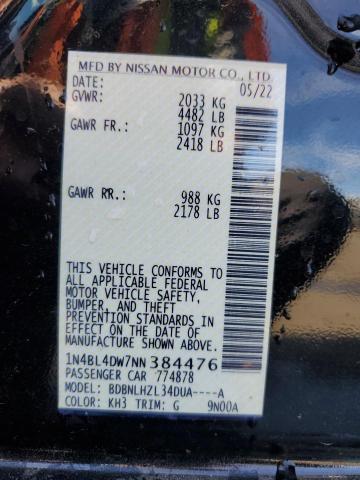 MFD BY NISSAN MOTOR CO., LTD.
DATE: 05/22
GVWR: 2033 KG
4482 LB
GAWR FR.: 1097 KG
2418 LB
GAWR RR.: 988 KG
2178 LB
THIS VEHICLE CONFORMS TO
ALL APPLICABLE FEDERAL
MOTOR VEHICLE SAFETY,
BUMPER, AND THEFT
PREVENTION STANDARDS IN
EFFECT ON THE DATE OF
MANUFACTURE SHOWN ABOVE.
1N4BL4DW7NN384476
PASSENGER CAR 774878
MODEL: BDBNLHZL34DUA----A
COLOR: KH3 TRIM: G 9N00A